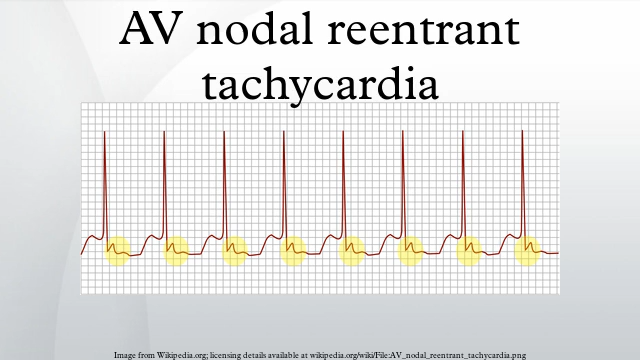 AV nodal reentrant
tachycardia
Image from Wikipedia.org; licensing details available at wikipedia.org/wiki/File:AV_nodal_reentrant_tachycardia.png